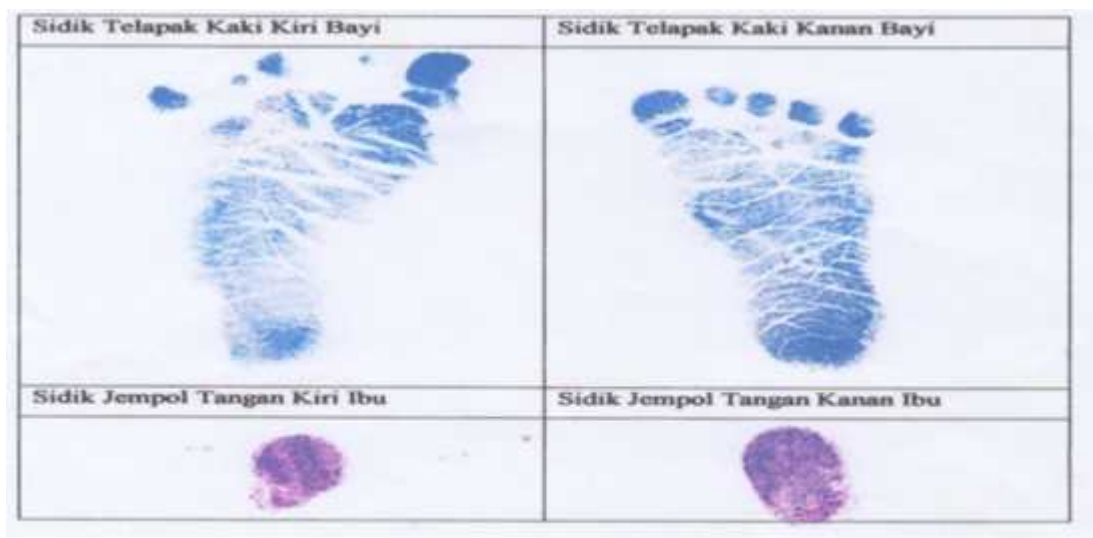 Sidik Telapak Kaki Kiri Bayi
Sidik Telapak Kaki Kanan Bayi
Sidik Jempol Tangan Kiri Ibu
Sidik Jempol Tangan Kanan Ibu